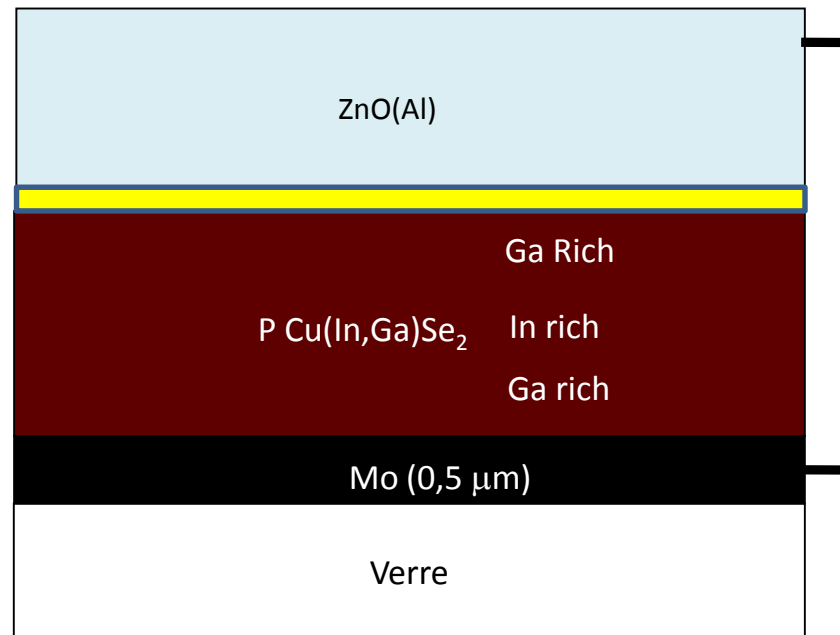 ZnO(Al)
Ga Rich
P Cu(In,Ga)Se₂ In rich
Ga rich
Mo (0,5 μm)
Verre